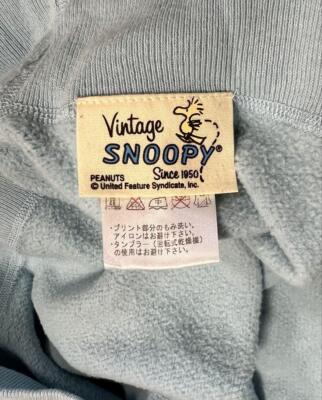 Vintage
SNOOPY®
PEANUTS Since 1950!
© United Feature Syndicate, Inc.
・プリント部分のもみ洗い、
アイロンはお避け下さい。
・タンブラー(回転式乾燥機)
の使用はお避け下さい。